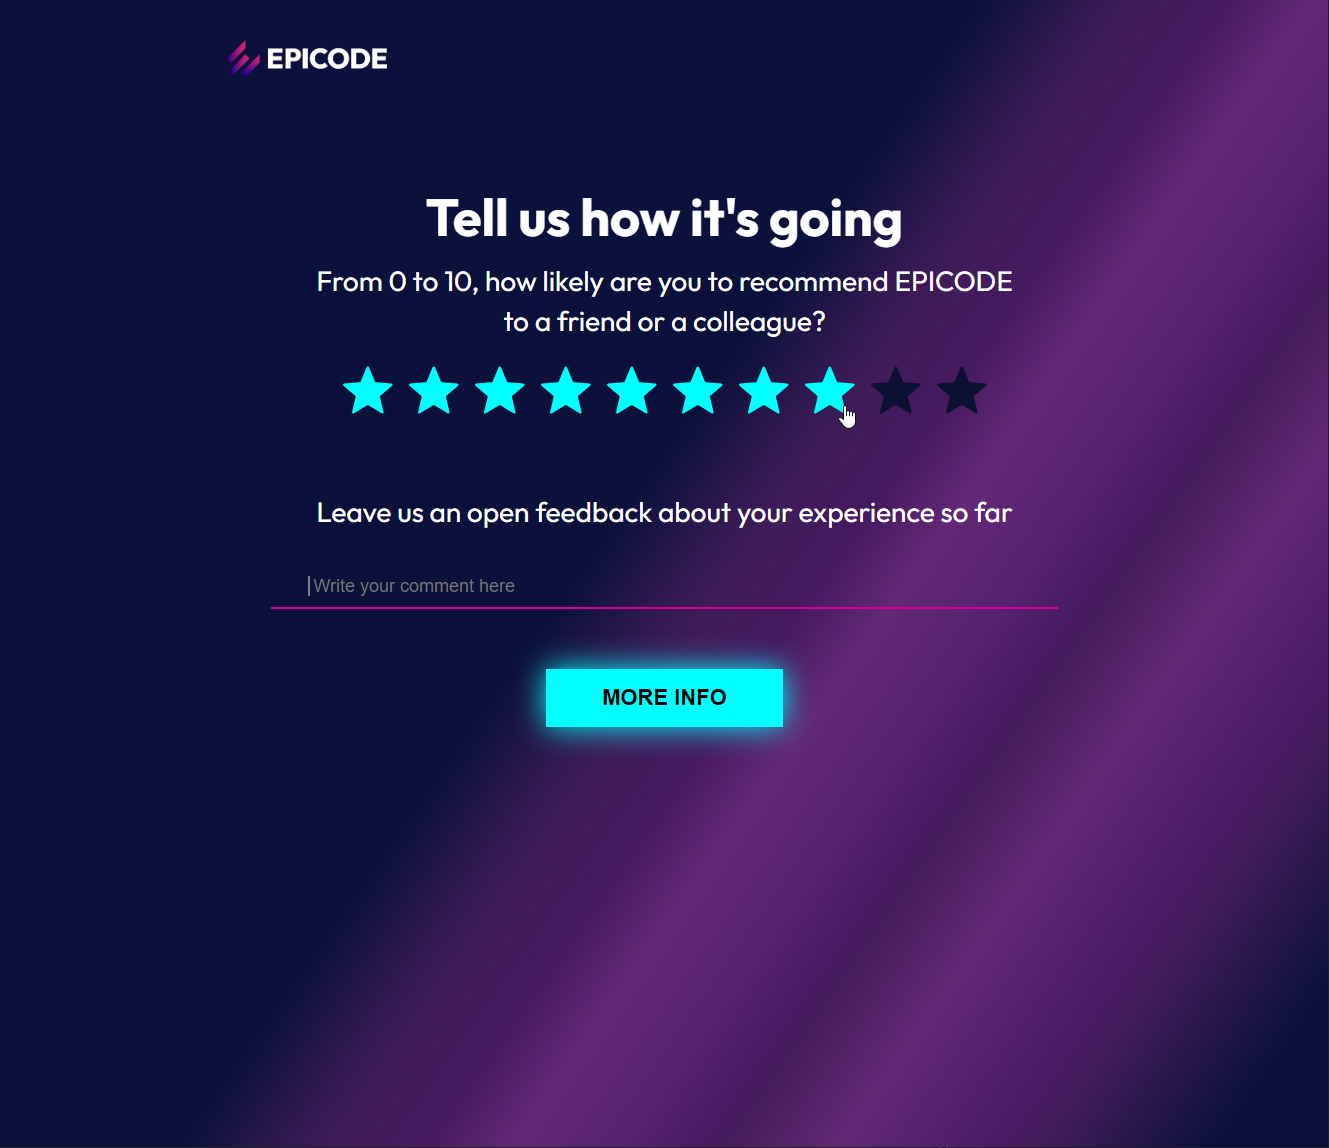 EPICODE
Tell us how it's going
From 0 to 10, how likely are you to recommend EPICODE
to a friend or a colleague?
Leave us an open feedback about your experience so far
Write your comment here
MORE INFO